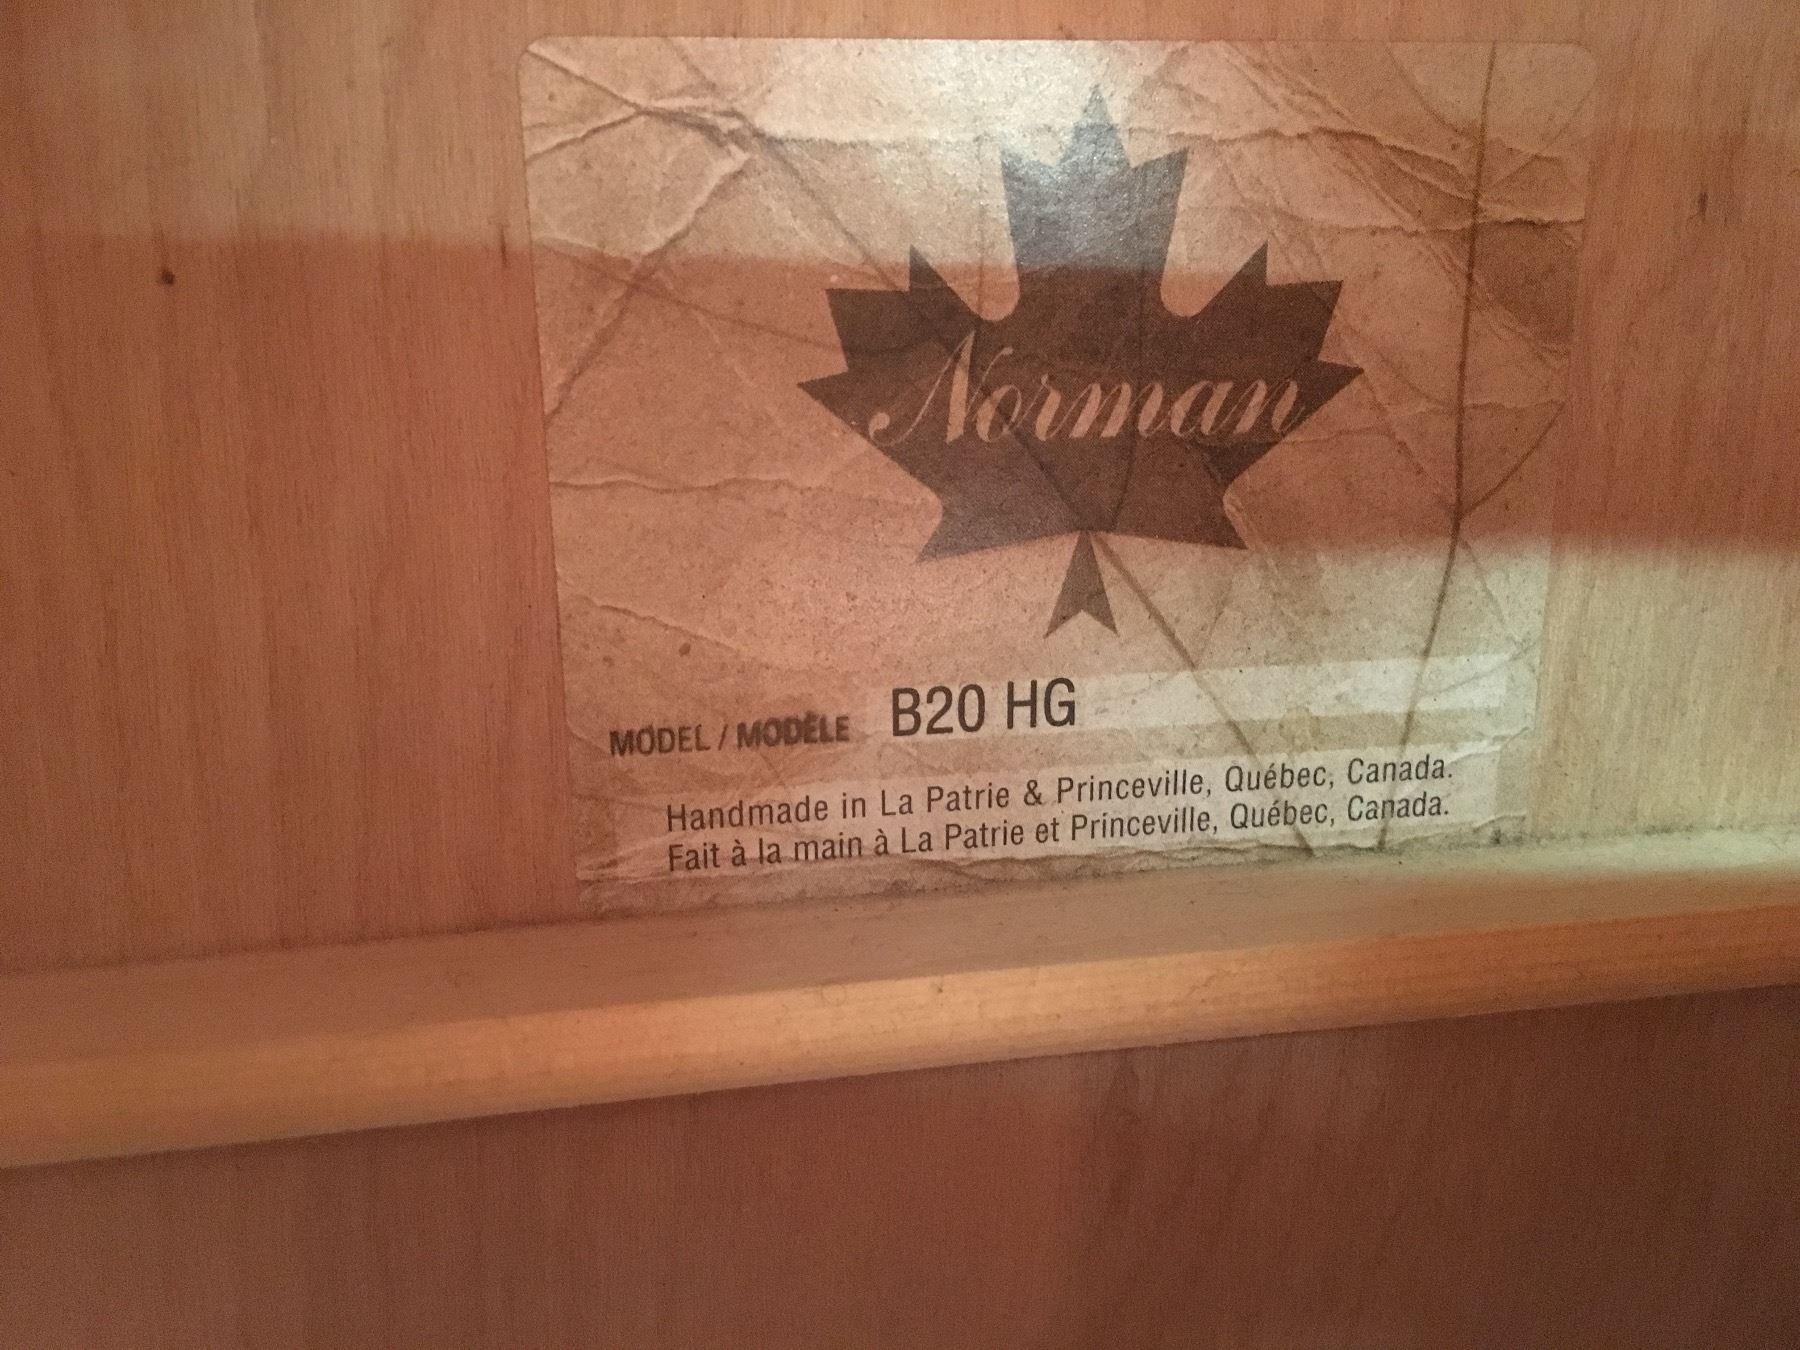 Norman
MODEL / MODÈLE B20 HG
Handmade in La Patrie & Princeville, Québec, Canada.
Fait à la main à La Patrie et Princeville, Québec, Canada.